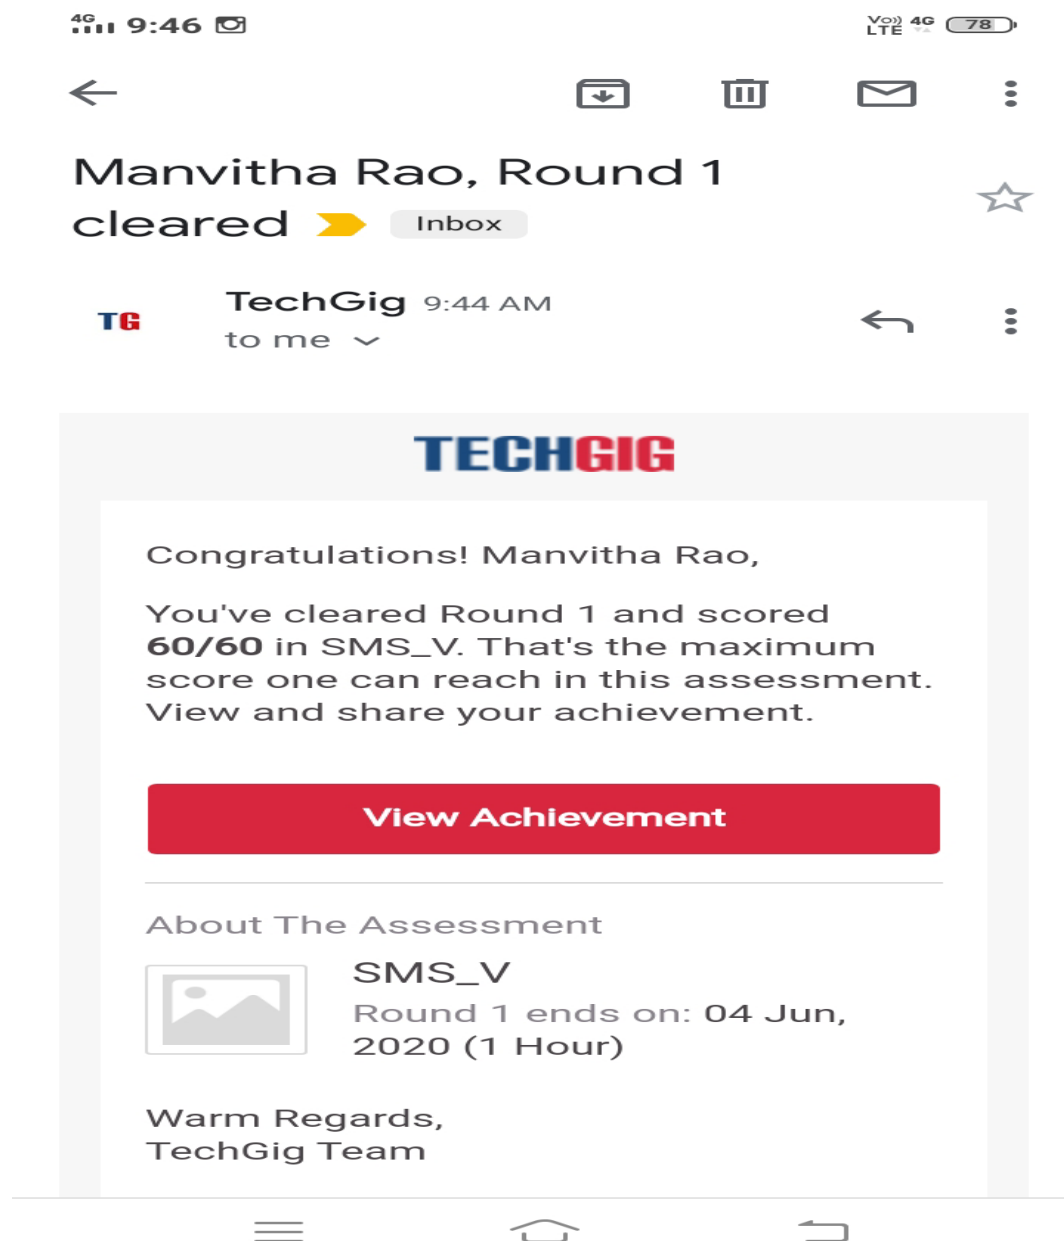 4G 9:46 Vo)) LTE 4G 78
Manvitha Rao, Round 1
cleared Inbox
TG
TechGig 9:44 AM
to me
TECHGIG
Congratulations! Manvitha Rao,
You've cleared Round 1 and scored
60/60 in SMS_V. That's the maximum
score one can reach in this assessment.
View and share your achievement.
View Achievement
About The Assessment
SMS_V
Round 1 ends on: 04 Jun,
2020 (1 Hour)
Warm Regards,
TechGig Team